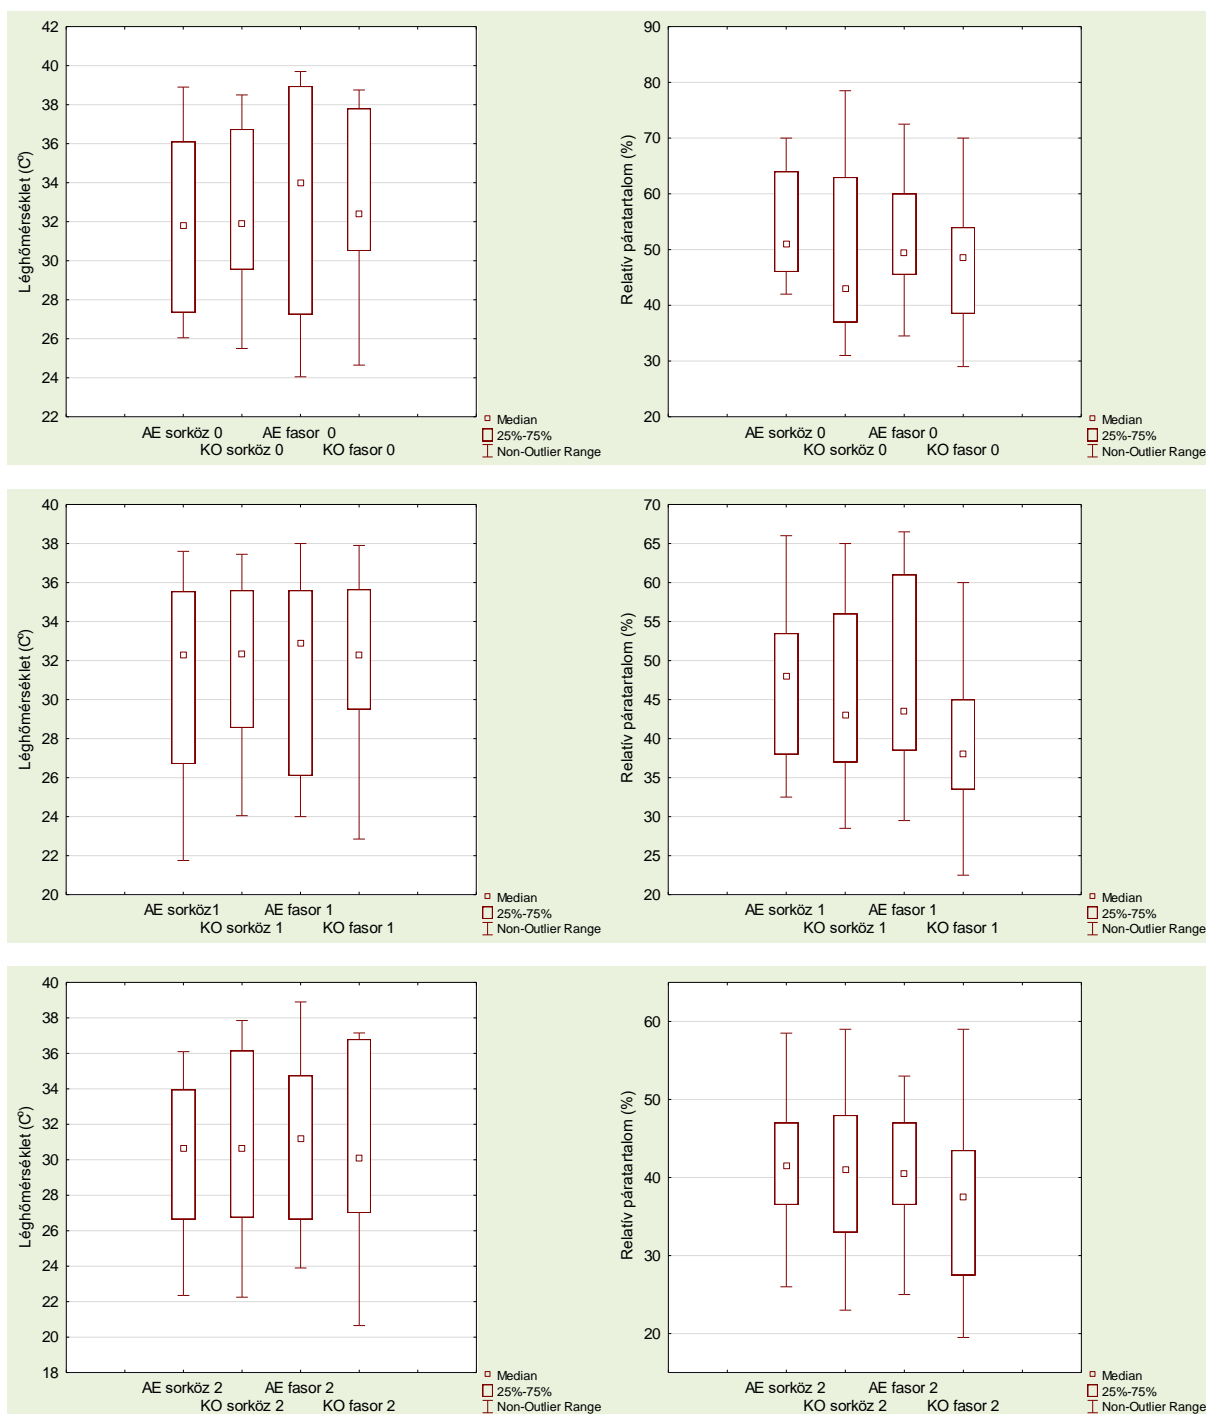 42
40
38
36
34
32
30
28
26
24
22
Léghőmérséklet (Cº)
AE sorköz 0 AE fasor 0
KO sorköz 0 KO fasor 0
Median
25%-75%
Non-Outlier Range
90
80
70
60
50
40
30
20
Relatív páratartalom (%)
AE sorköz 0 AE fasor 0
KO sorköz 0 KO fasor 0
Median
25%-75%
Non-Outlier Range
40
38
36
34
32
30
28
26
24
22
20
Léghőmérséklet (Cº)
AE sorköz1 AE fasor 1
KO sorköz 1 KO fasor 1
Median
25%-75%
Non-Outlier Range
70
65
60
55
50
45
40
35
30
25
20
Relatív páratartalom (%)
AE sorköz 1 AE fasor 1
KO sorköz 1 KO fasor 1
Median
25%-75%
Non-Outlier Range
40
38
36
34
32
30
28
26
24
22
20
18
Léghőmérséklet (Cº)
AE sorköz 2 AE fasor 2
KO sorköz 2 KO fasor 2
Median
25%-75%
Non-Outlier Range
60
50
40
30
20
Relatív páratartalom (%)
AE sorköz 2 AE fasor 2
KO sorköz 2 KO fasor 2
Median
25%-75%
Non-Outlier Range